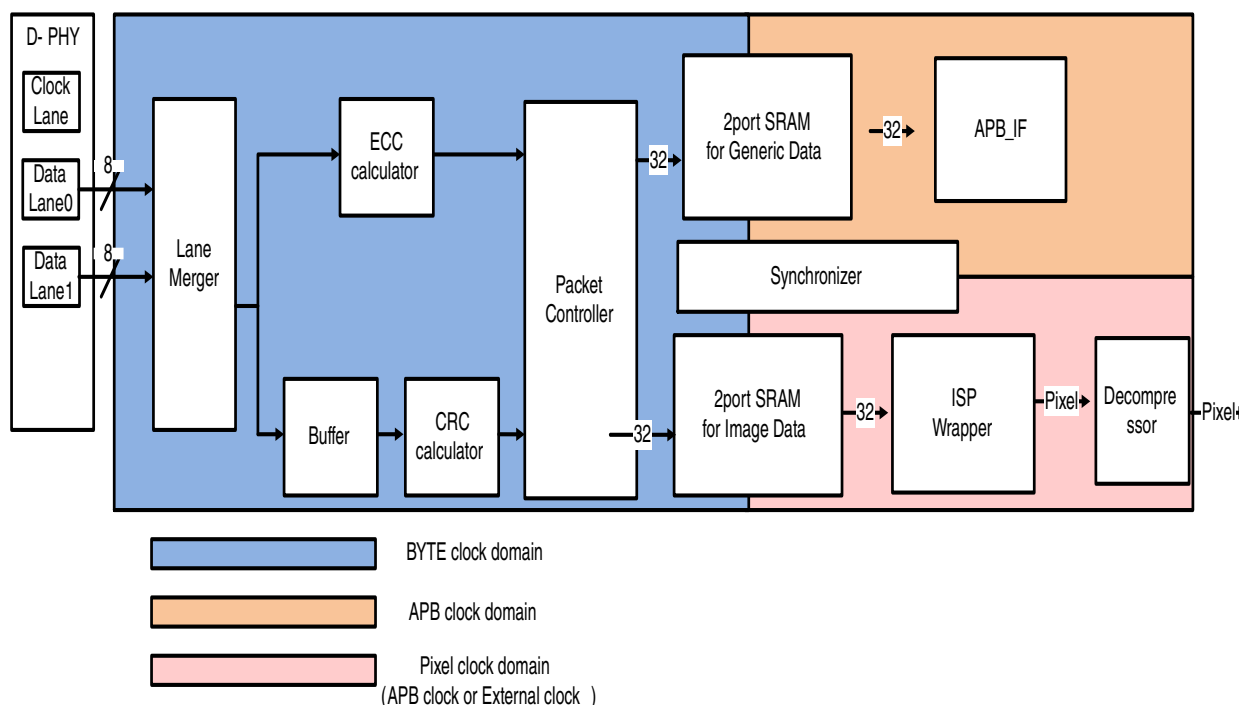 D- PHY
Clock
Lane
Data
Lane0
Data
Lane1
8
8
Lane
Merger
ECC
calculator
Buffer
CRC
calculator
Packet
Controller
32
32
2port SRAM
for Generic Data
32
APB_IF
Synchronizer
2port SRAM
for Image Data
32
ISP
Wrapper
Pixel
Decompre
ssor
Pixel
BYTE clock domain
APB clock domain
Pixel clock domain
(APB clock or External clock )